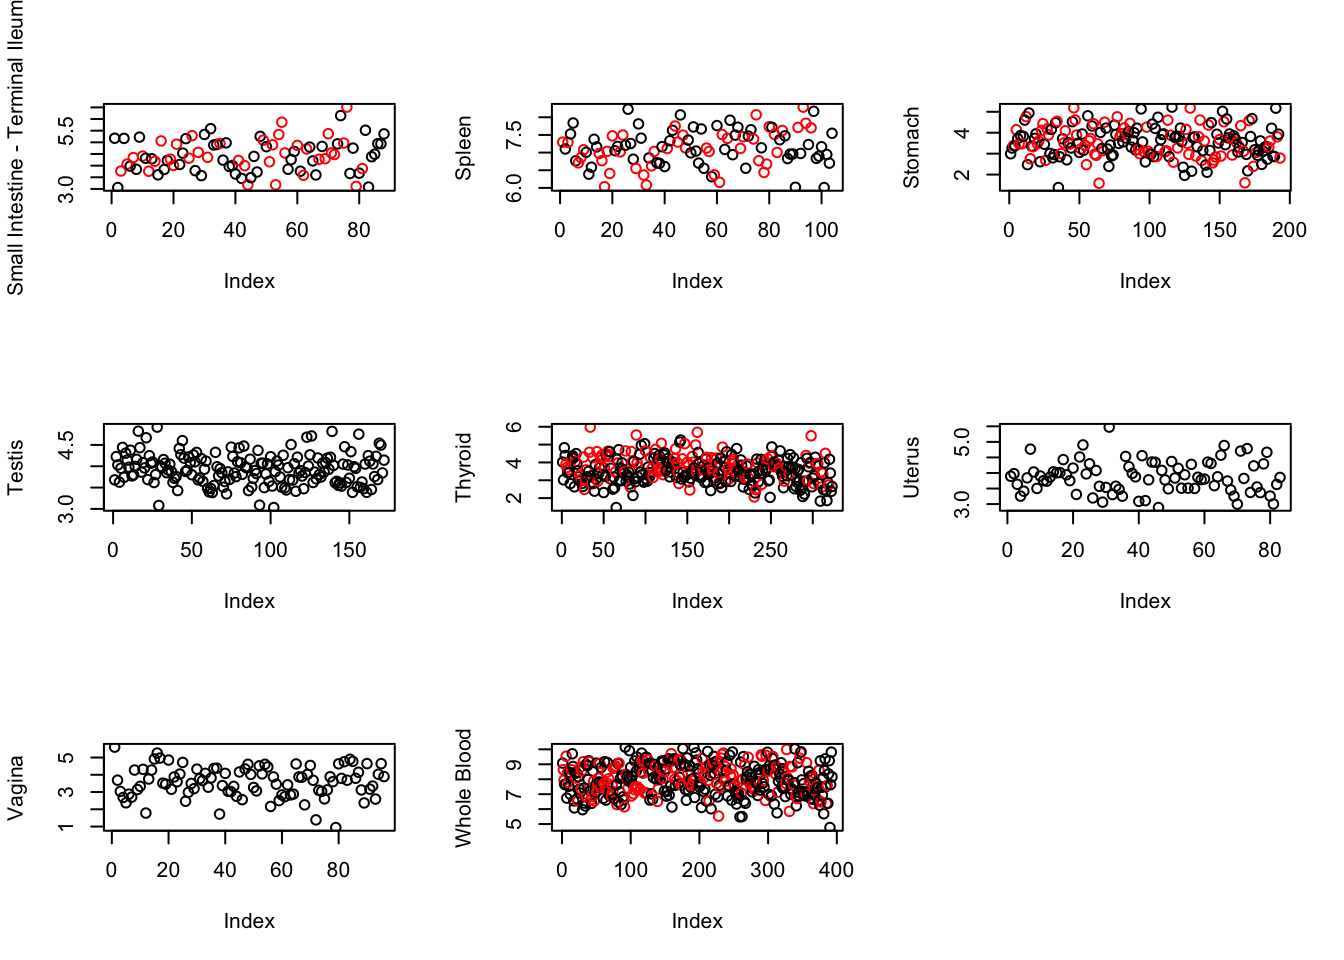 Small Intestine - Terminal Ileum
3.0 5.5
0 20 40 60 80
Index
Spleen
6.0 7.5
0 20 40 60 80 100
Index
Stomach
2 4
0 50 100 150 200
Index
Testis
3.0 4.5
0 50 100 150
Index
Thyroid
2 4 6
0 50 150 250
Index
Uterus
3.0 5.0
0 20 40 60 80
Index
Vagina
1 3 5
0 20 40 60 80
Index
Whole Blood
5 7 9
0 100 200 300 400
Index